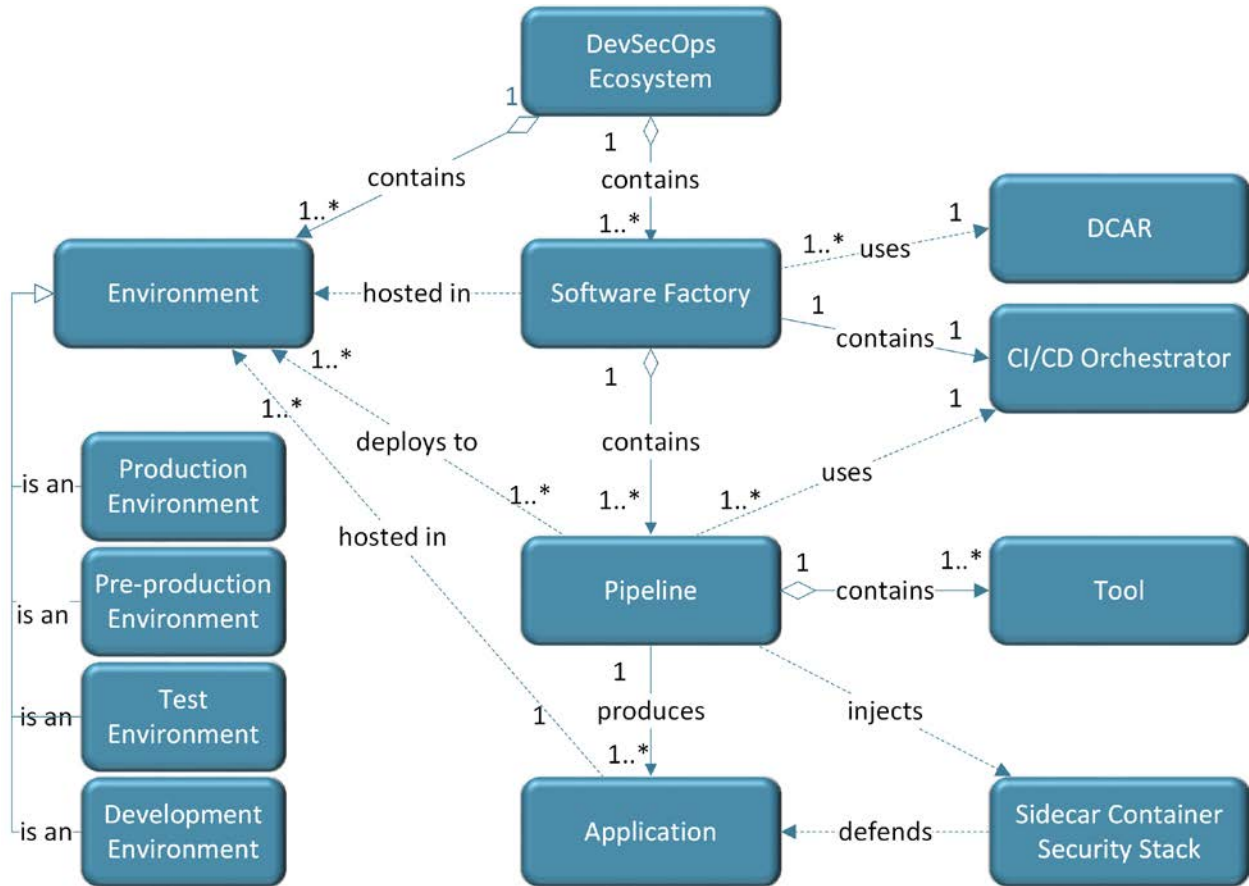 DevSecOps
Ecosystem
1
1
contains
contains
1..*
1..*
1..*
uses
1
DCAR
Environment
hosted in
Software Factory
1
contains
1
CI/CD Orchestrator
1..*
1
1
1..*
deploys to
contains
uses
is an
Production
Environment
1..*
1..*
1..*
hosted in
Pipeline
1
contains
1..*
Tool
is an
Pre-production
Environment
1
produces
injects
is an
Test
Environment
1
1..*
is an
Development
Environment
Application
defends
Sidecar Container
Security Stack